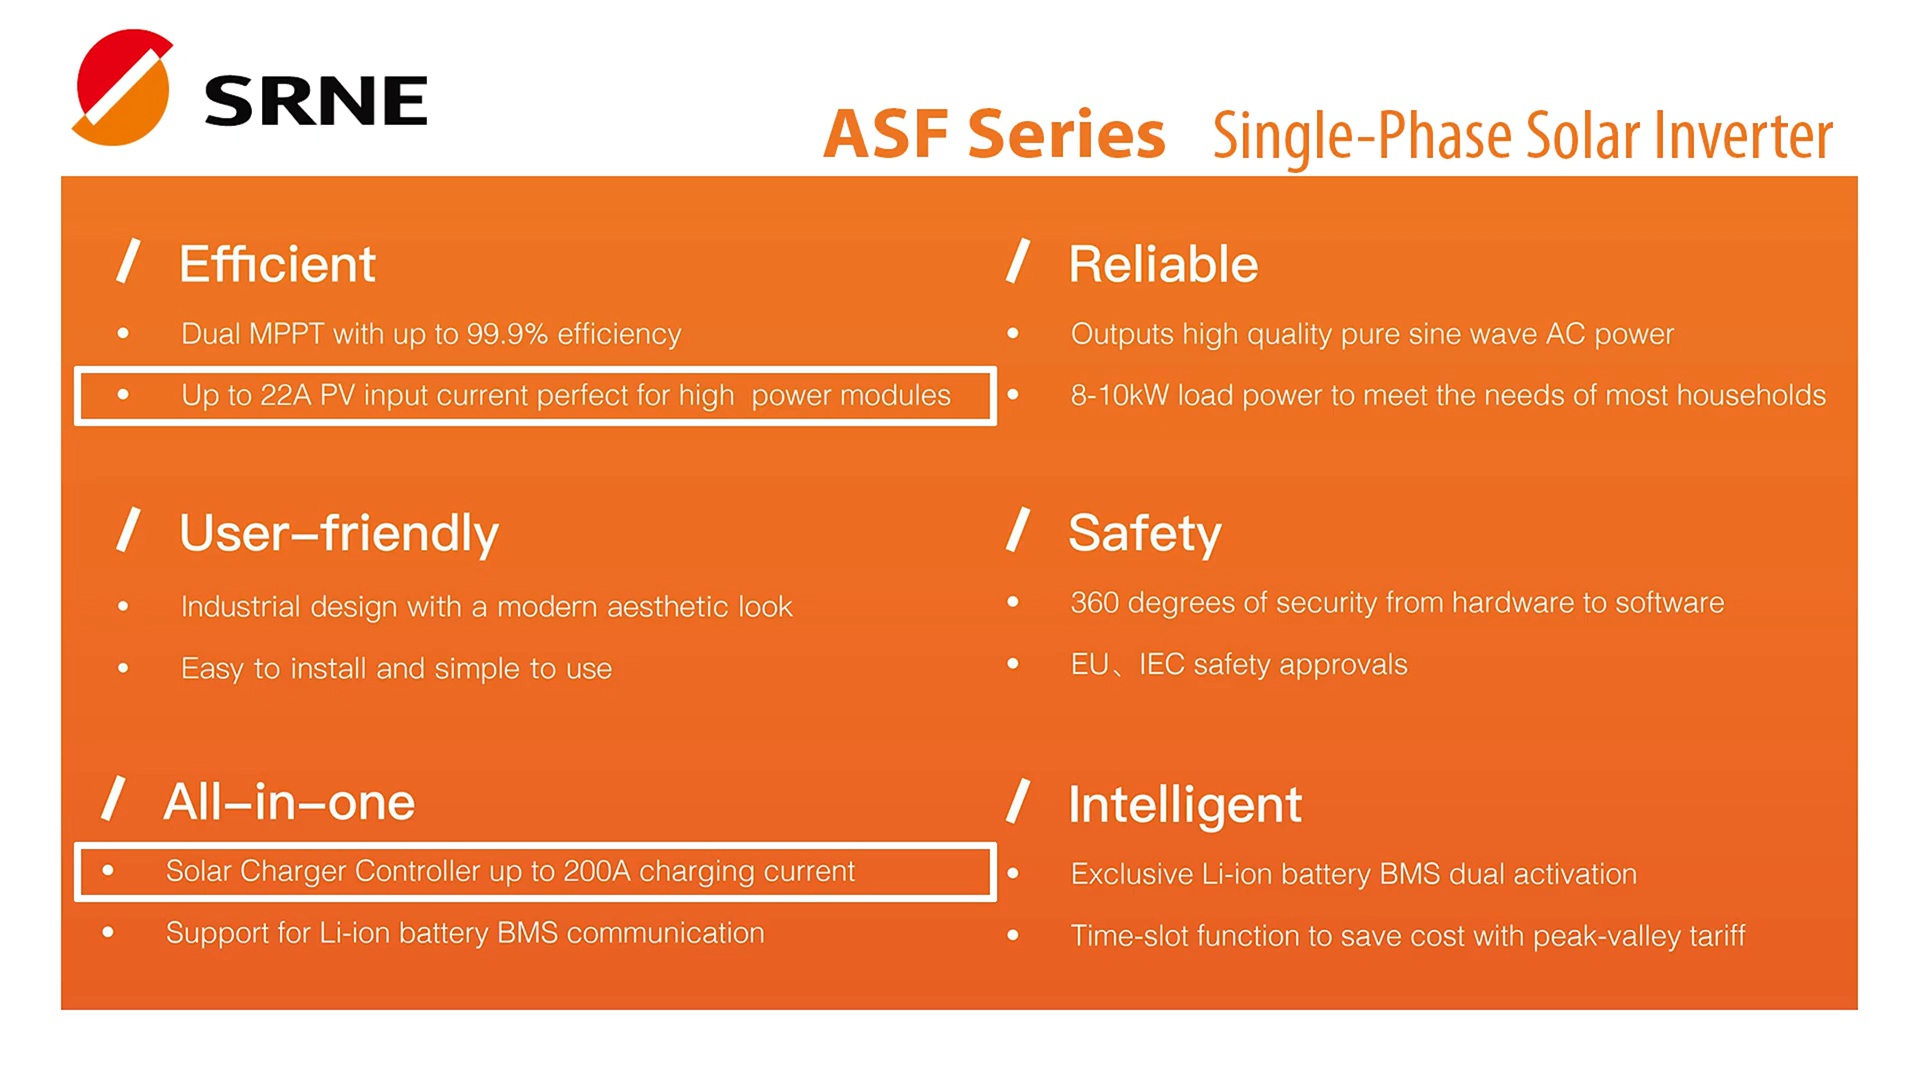 SRNE
ASF Series Single-Phase Solar Inverter
Efficient
• Dual MPPT with up to 99.9% efficiency
• Up to 22A PV input current perfect for high power modules
Reliable
• Outputs high quality pure sine wave AC power
• 8-10kW load power to meet the needs of most households
User-friendly
• Industrial design with a modern aesthetic look
• Easy to install and simple to use
Safety
• 360 degrees of security from hardware to software
• EU、IEC safety approvals
All-in-one
• Solar Charger Controller up to 200A charging current
• Support for Li-ion battery BMS communication
Intelligent
• Exclusive Li-ion battery BMS dual activation
• Time-slot function to save cost with peak-valley tariff